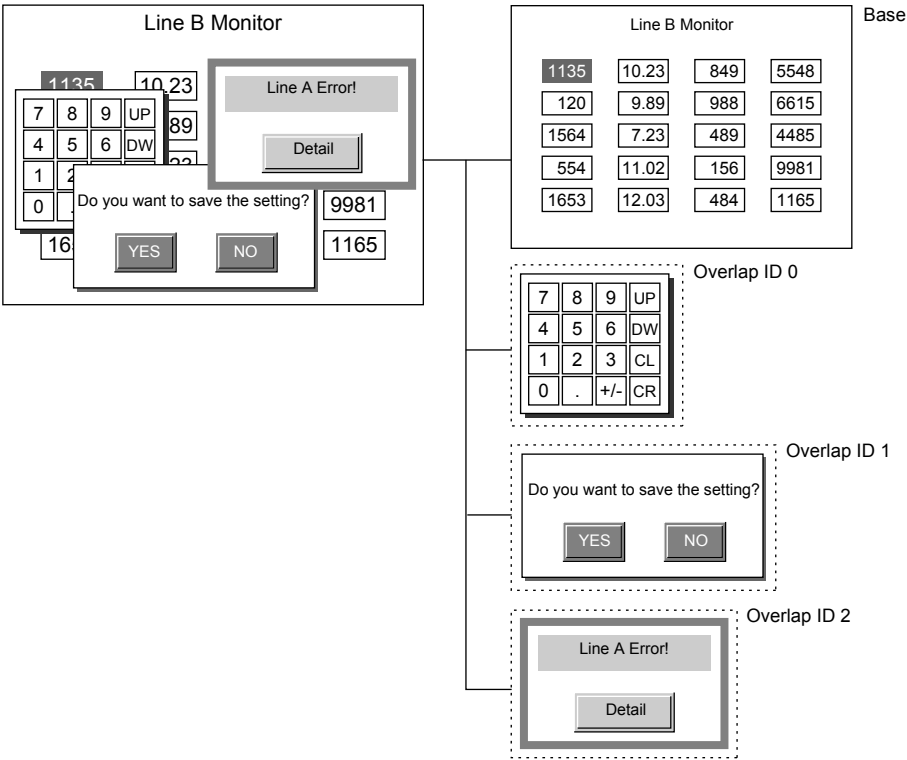 Line B Monitor
1135 10.23
Line A Error!
7 8 9 UP
89
4 5 6 DW
Detail
1 2
0 .
Do you want to save the setting?
9981
16
YES NO
1165
Base
Line B Monitor
1135 10.23 849 5548
120 9.89 988 6615
1564 7.23 489 4485
554 11.02 156 9981
1653 12.03 484 1165
Overlap ID 0
7 8 9 UP
4 5 6 DW
1 2 3 CL
0 . +/- CR
Overlap ID 1
Do you want to save the setting?
YES NO
Overlap ID 2
Line A Error!
Detail